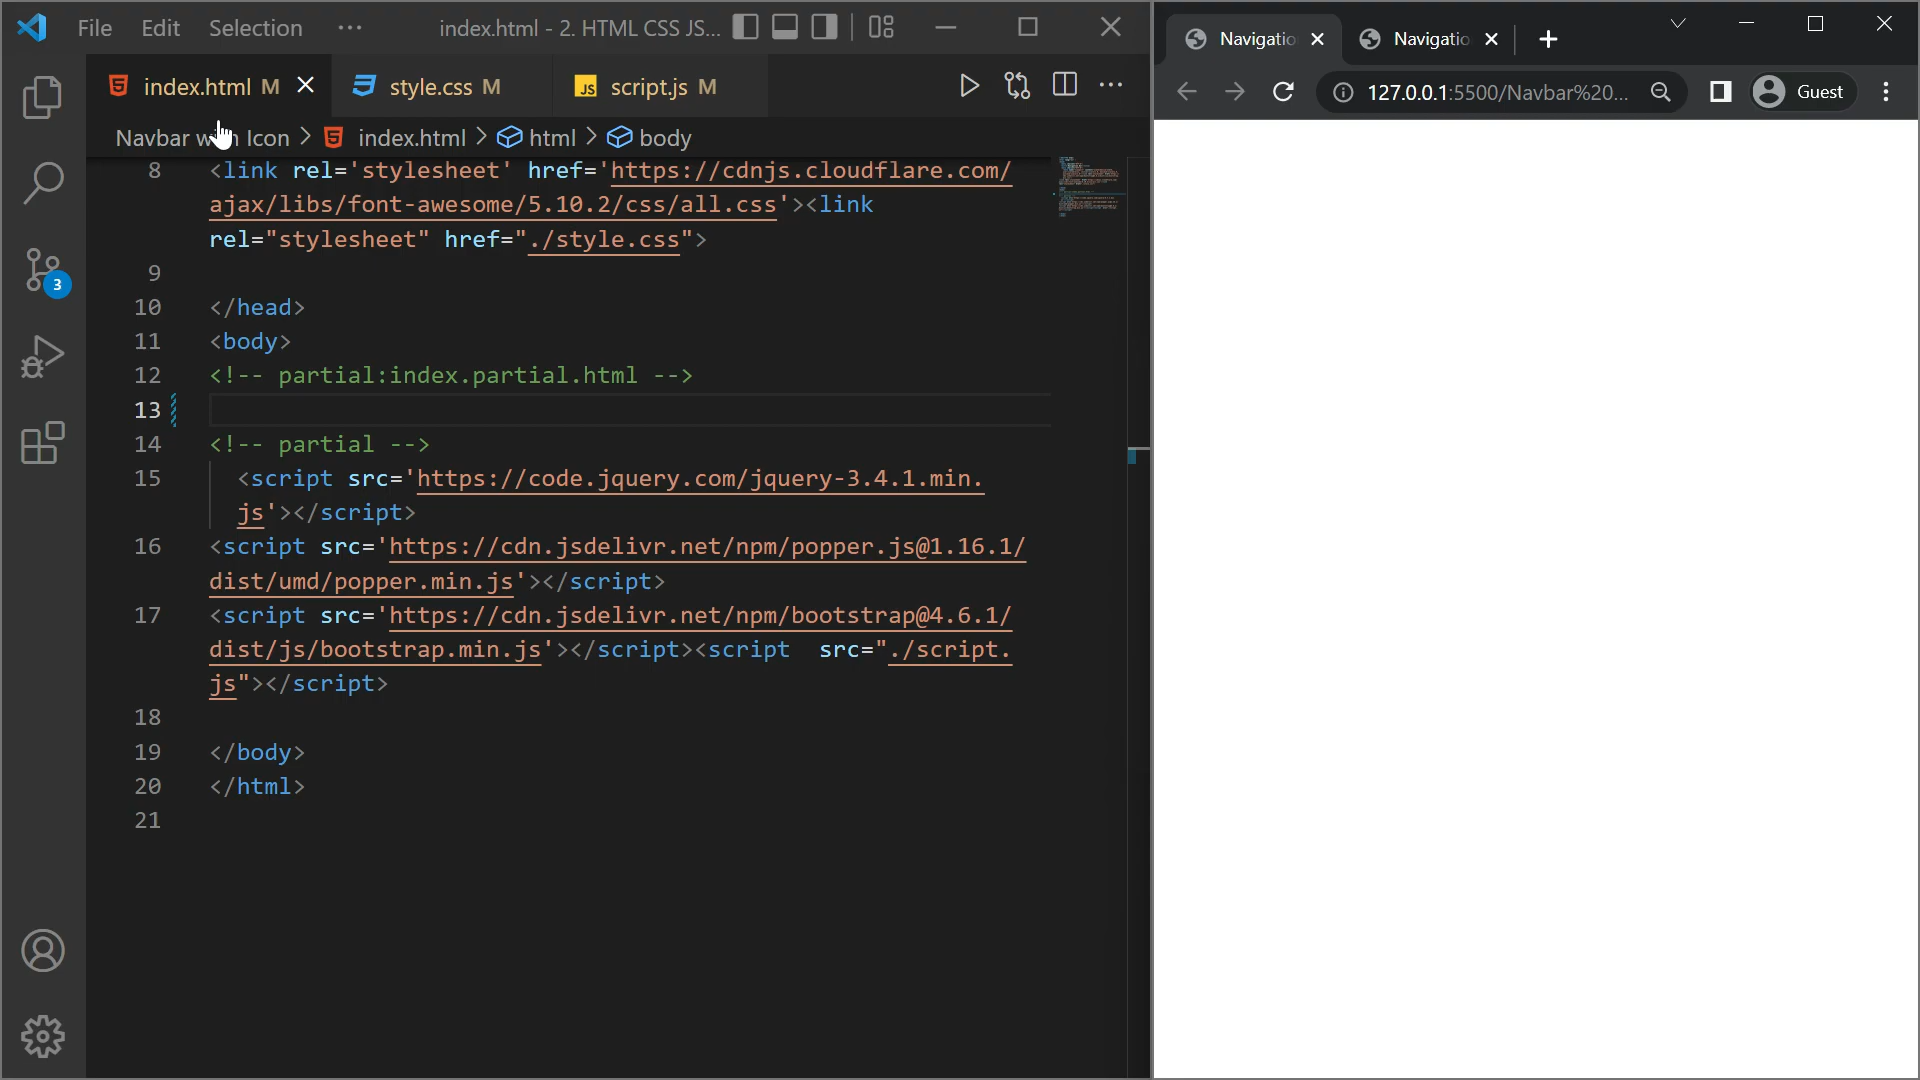 File Edit Selection ··· index.html - 2. HTML CSS JS...
index.html M style.css M script.js M
Navbar Icon > index.html > html > body
8 <link rel='stylesheet' href='https://cdnjs.cloudflare.com/
ajax/libs/font-awesome/5.10.2/css/all.css'><link
rel="stylesheet" href="./style.css">
9
10 </head>
11 <body>
12 <!-- partial:index.partial.html -->
13
14 <!-- partial -->
15 <script src='https://code.jquery.com/jquery-3.4.1.min.
js'></script>
16 <script src='https://cdn.jsdelivr.net/npm/popper.js@1.16.1/
dist/umd/popper.min.js'></script>
17 <script src='https://cdn.jsdelivr.net/npm/bootstrap@4.6.1/
dist/js/bootstrap.min.js'></script><script  src="./script.
js"></script>
18
19 </body>
20 </html>
21
3
Navigatio Navigatio
127.0.0.1:5500/Navbar%20... Guest